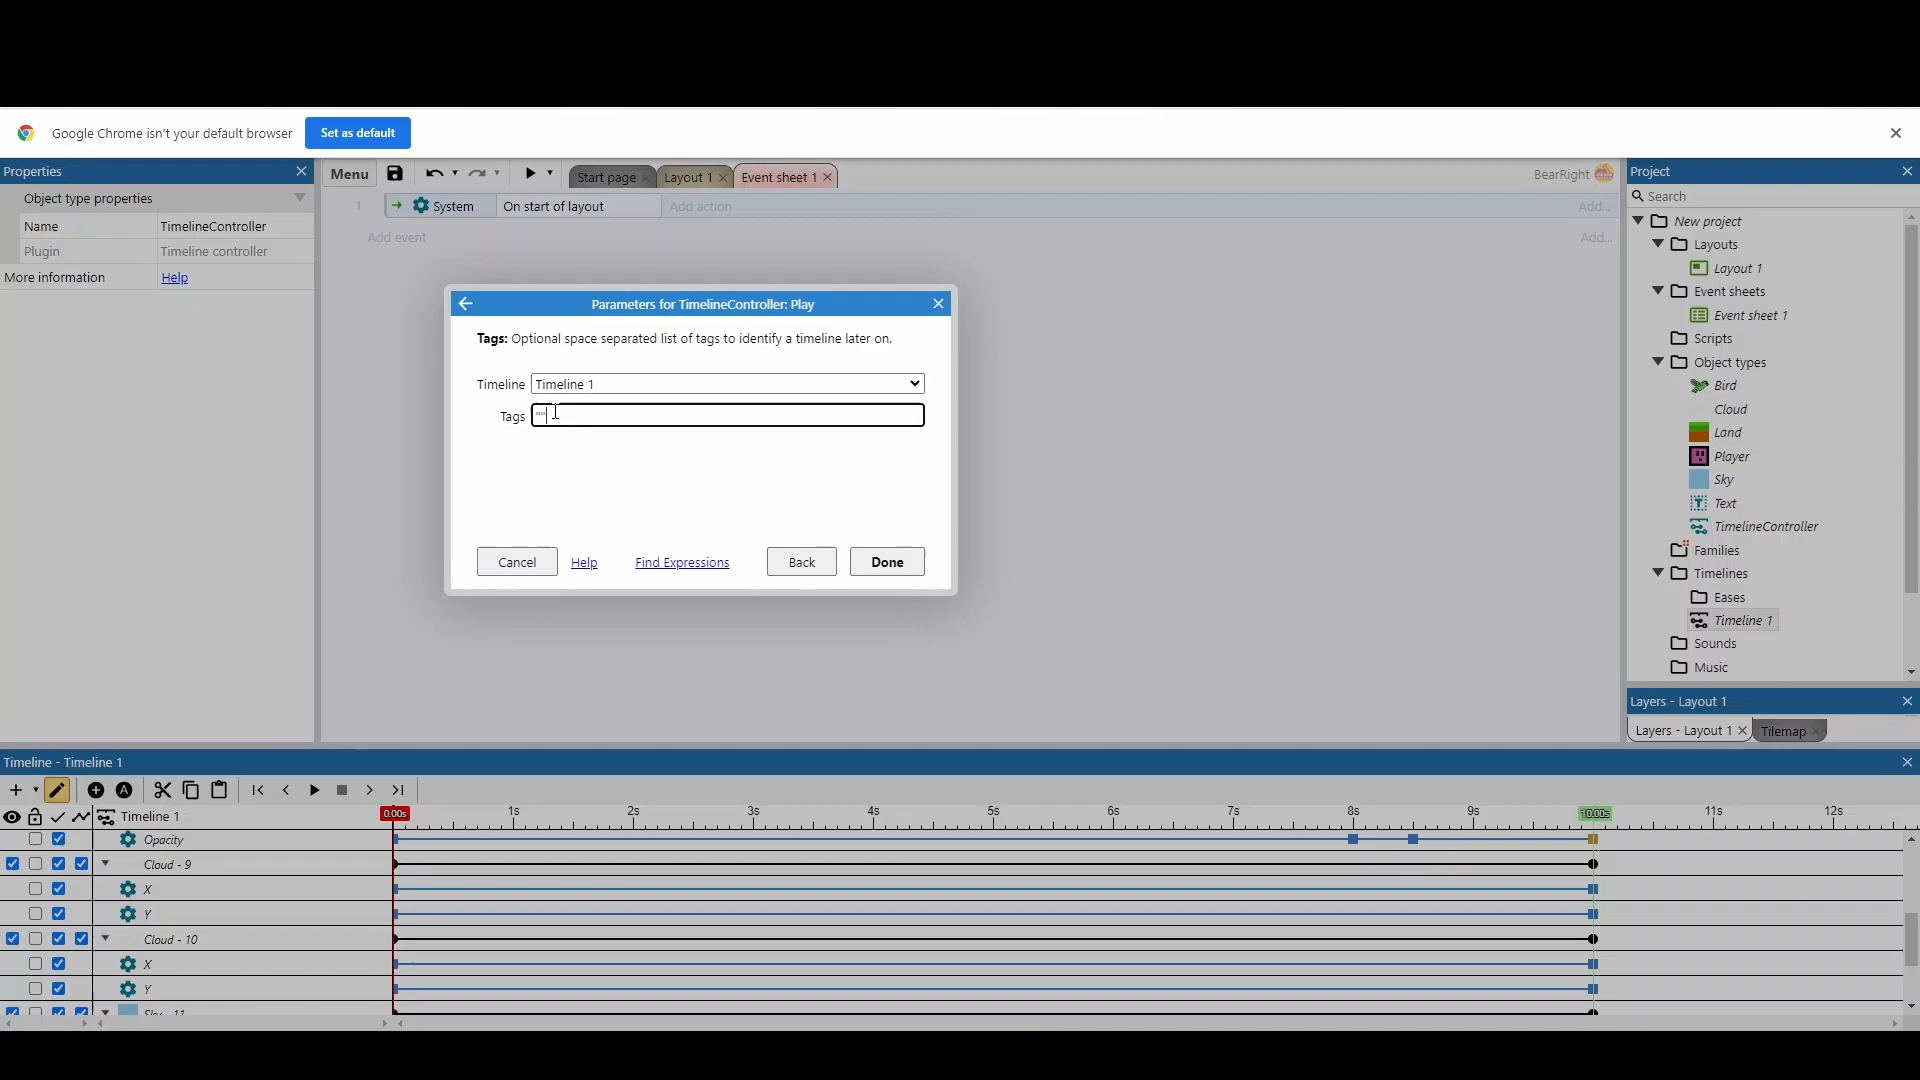 Google Chrome isn't your default browser
Set as default
Properties
Object type properties
Name TimelineController
Plugin Timeline controller
More information Help
Menu
Start page
Layout 1
Event sheet 1
BearRight
1 System On start of layout Add action Add...
Add event Add...
Parameters for TimelineController: Play
Tags: Optional space separated list of tags to identify a timeline later on.
Timeline Timeline 1
Tags ""
Cancel
Help
Find Expressions
Back
Done
Project
Search
New project
Layouts
Layout 1
Event sheets
Event sheet 1
Scripts
Object types
Bird
Cloud
Land
Player
Sky
Text
TimelineController
Families
Timelines
Eases
Timeline 1
Sounds
Music
Layers - Layout 1
Layers - Layout 1
Tilemap
Timeline - Timeline 1
Timeline 1
0.00s 1s 2s 3s 4s 5s 6s 7s 8s 9s 10.00s 11s 12s
Opacity
Cloud - 9
X
Y
Cloud - 10
X
Y
Sky - 11